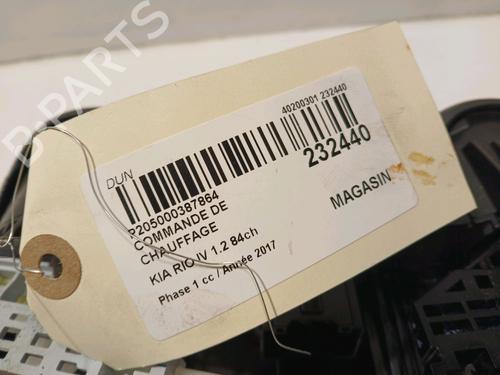 B-PARTS
DUN
40200301 232440
232440
P205000387864
COMMANDE DE
CHAUFFAGE
MAGASIN
KIA RIO IV 1.2 84ch
Phase 1 cc / Année 2017